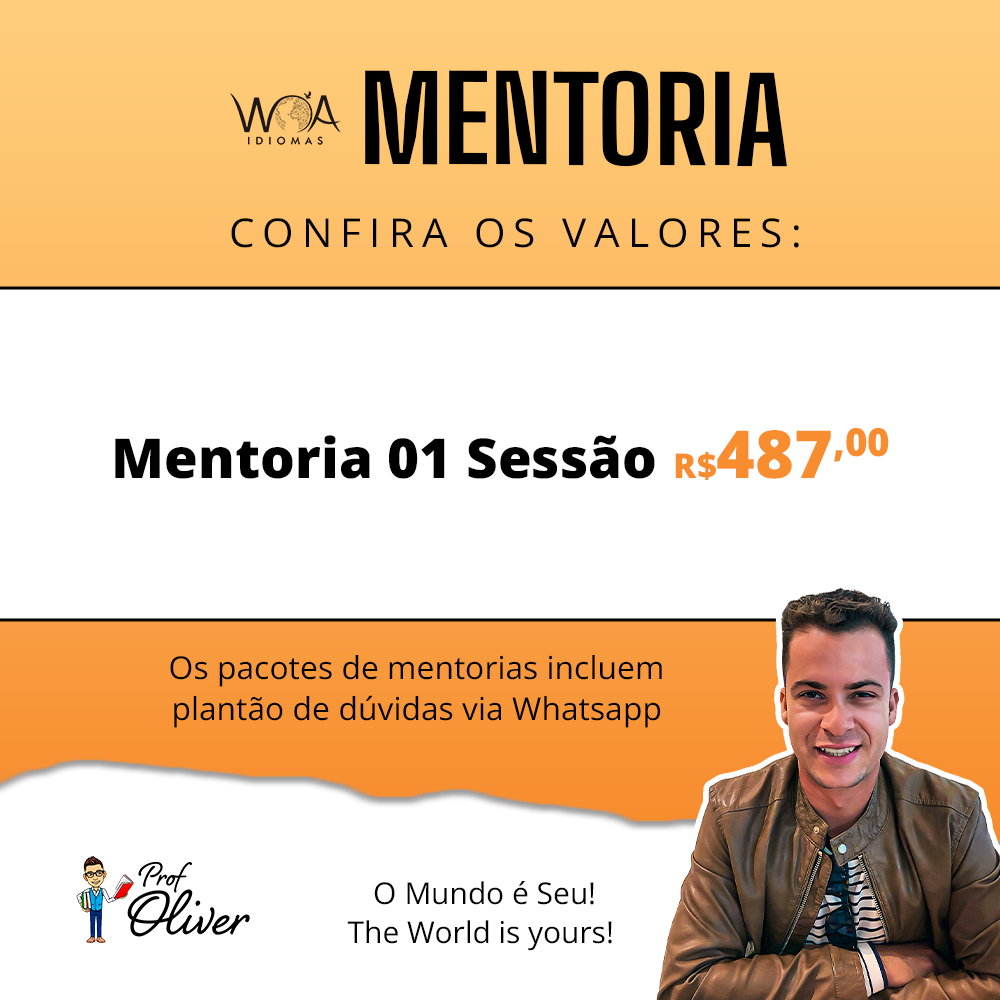 WOA
IDIOMAS
MENTORIA
CONFIRA OS VALORES:
Mentoria 01 Sessão R$487,00
Os pacotes de mentorias incluem
plantão de dúvidas via Whatsapp
Prof
Oliver
O Mundo é Seu!
The World is yours!